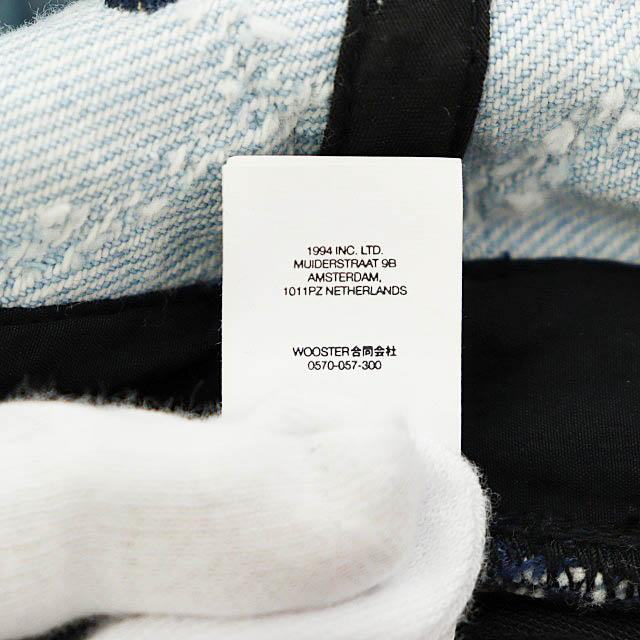 1994 INC. LTD.
MUIDERSTRAAT 9B
AMSTERDAM,
1011PZ NETHERLANDS
WOOSTER合同会社
0570-057-300